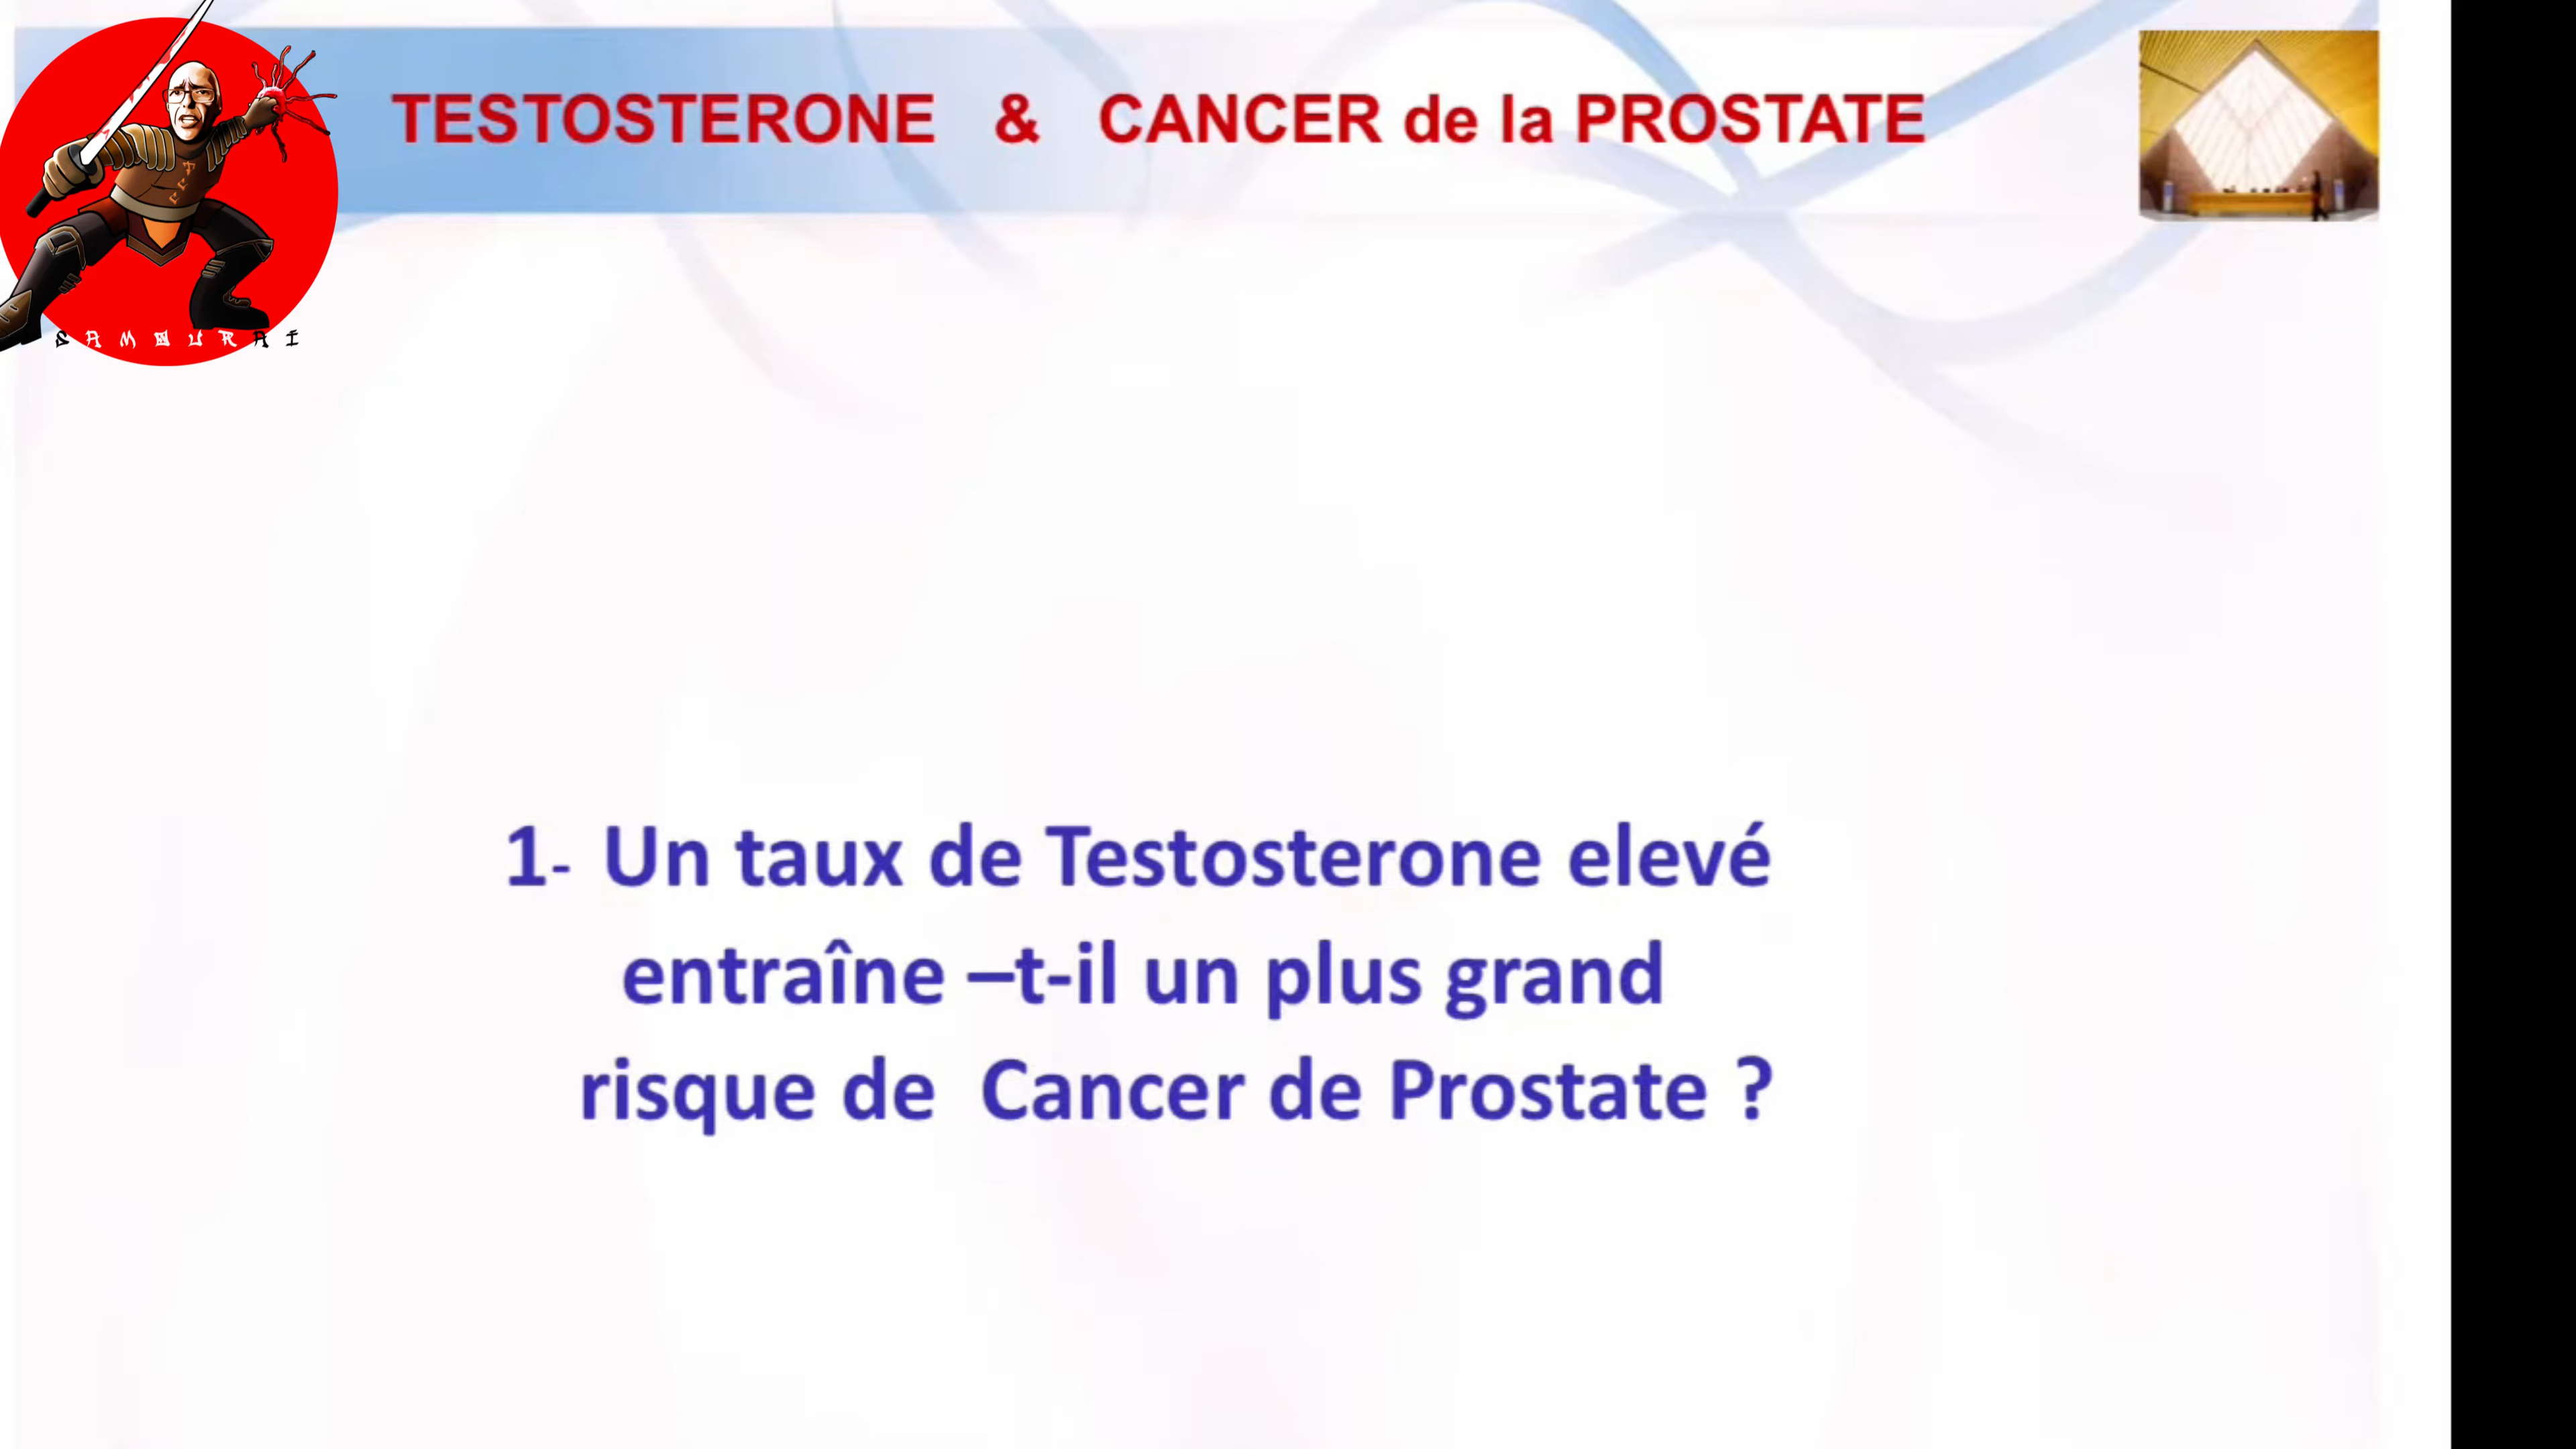 TESTOSTERONE & CANCER de la PROSTATE
SAMOURAI
1- Un taux de Testosterone elevé
entraîne –t-il un plus grand
risque de Cancer de Prostate ?